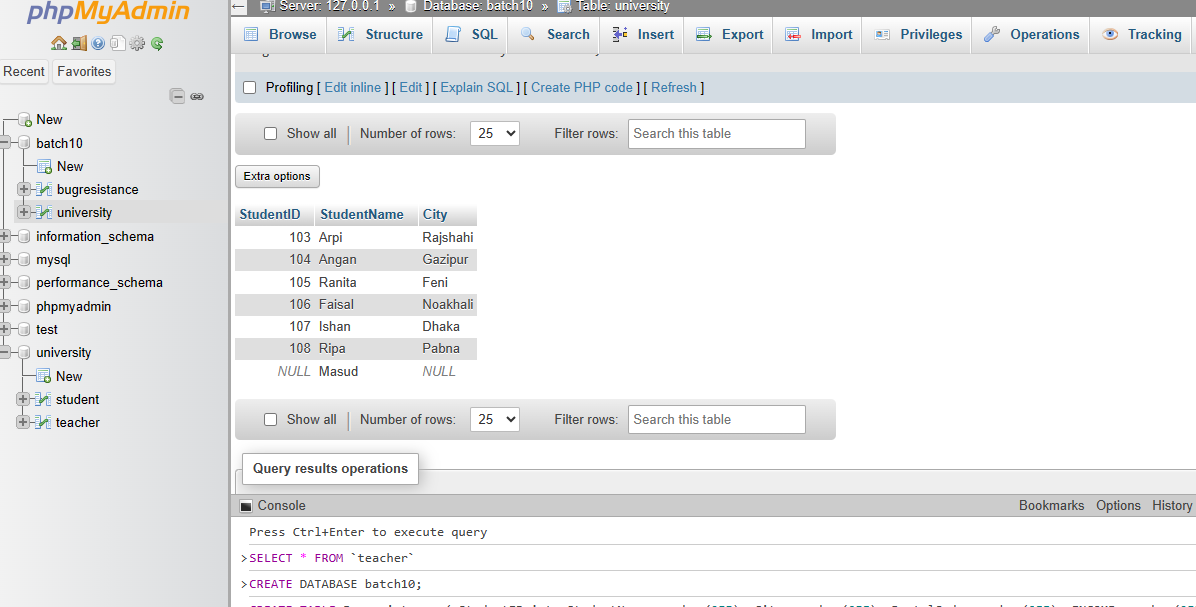 phpMyAdmin
Recent Favorites
New
batch10
New
bugresistance
university
information_schema
mysql
performance_schema
phpmyadmin
test
university
New
student
teacher
Server: 127.0.0.1 » Database: batch10 » Table: university
Browse Structure SQL Search Insert Export Import Privileges Operations Tracking
Profiling [ Edit inline ] [ Edit ] [ Explain SQL ] [ Create PHP code ] [ Refresh ]
Show all Number of rows: 25 Filter rows: Search this table
Extra options
StudentID StudentName City
103 Arpi Rajshahi
104 Angan Gazipur
105 Ranita Feni
106 Faisal Noakhali
107 Ishan Dhaka
108 Ripa Pabna
NULL Masud NULL
Show all Number of rows: 25 Filter rows: Search this table
Query results operations
Console Bookmarks Options History
Press Ctrl+Enter to execute query
>SELECT * FROM `teacher`
>CREATE DATABASE batch10;